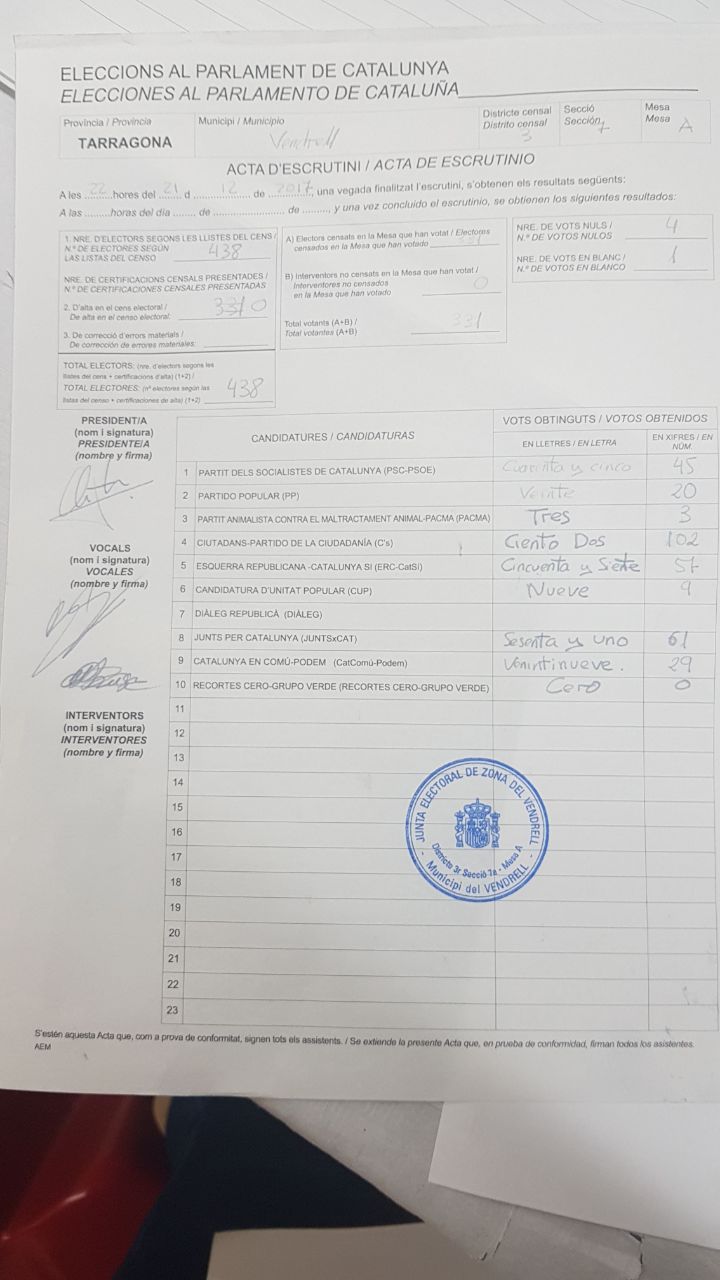 ELECCIONS AL PARLAMENT DE CATALUNYA
ELECCIONES AL PARLAMENTO DE CATALUÑA
Província / Provincia
TARRAGONA
Municipi / Municipio
Vendrell
Districte censal
Distrito censal
3
Secció
Sección
7
Mesa
Mesa A
ACTA D'ESCRUTINI / ACTA DE ESCRUTINIO
A les 22 hores del 21 d 12 de 2017, una vegada finalitzat l'escrutini, s'obtenen els resultats següents:
A las ........ horas del día ....... de ....................... de ........, y una vez concluido el escrutinio, se obtienen los siguientes resultados:
1. NRE. D'ELECTORS SEGONS LES LLISTES DEL CENS /
N.º DE ELECTORES SEGÚN
LAS LISTAS DEL CENSO 438
NRE. DE CERTIFICACIONS CENSALS PRESENTADES /
N.º DE CERTIFICACIONES CENSALES PRESENTADAS
2. D'alta en el cens electoral /
De alta en el censo electoral: 0
3. De correcció d'errors materials /
De corrección de errores materiales:
TOTAL ELECTORS: (nre. d'electors segons les
llistes del cens + certificacions d'alta) (1+2) /
TOTAL ELECTORES: (nº electores según las
listas del censo + certificaciones de alta) (1+2) 438
A) Electors censats en la Mesa que han votat / Electores
censados en la Mesa que han votado 331
B) Interventors no censats en la Mesa que han votat /
Interventores no censados
en la Mesa que han votado 0
Total votants (A+B) /
Total votantes (A+B) 331
NRE. DE VOTS NULS /
N.º DE VOTOS NULOS 4
NRE. DE VOTS EN BLANC /
N.º DE VOTOS EN BLANCO 1
PRESIDENT/A
(nom i signatura)
PRESIDENTE/A
(nombre y firma)
VOCALS
(nom i signatura)
VOCALES
(nombre y firma)
INTERVENTORS
(nom i signatura)
INTERVENTORES
(nombre y firma)
CANDIDATURES / CANDIDATURAS
VOTS OBTINGUTS / VOTOS OBTENIDOS
EN LLETRES / EN LETRA
EN XIFRES / EN NÚM.
1 PARTIT DELS SOCIALISTES DE CATALUNYA (PSC-PSOE) Cuarenta y cinco 45
2 PARTIDO POPULAR (PP) Veinte 20
3 PARTIT ANIMALISTA CONTRA EL MALTRACTAMENT ANIMAL-PACMA (PACMA) Tres 3
4 CIUTADANS-PARTIDO DE LA CIUDADANÍA (C's) Ciento Dos 102
5 ESQUERRA REPUBLICANA -CATALUNYA SÍ (ERC-CatSí) Cincuenta y Siete 57
6 CANDIDATURA D'UNITAT POPULAR (CUP) Nueve 9
7 DIÀLEG REPUBLICÀ (DIÀLEG)
8 JUNTS PER CATALUNYA (JUNTSxCAT) Sesenta y uno 61
9 CATALUNYA EN COMÚ-PODEM (CatComú-Podem) Venintinueve. 29
10 RECORTES CERO-GRUPO VERDE (RECORTES CERO-GRUPO VERDE) Cero 0
11
12
13
14
15
16
17
18
19
20
21
22
23
JUNTA ELECTORAL DE ZONA DEL VENDRELL
Districte 3r Secció 7a - Mesa A
- Municipi del VENDRELL -
S'estén aquesta Acta que, com a prova de conformitat, signen tots els assistents. / Se extiende la presente Acta que, en prueba de conformidad, firman todos los asistentes.
AEM